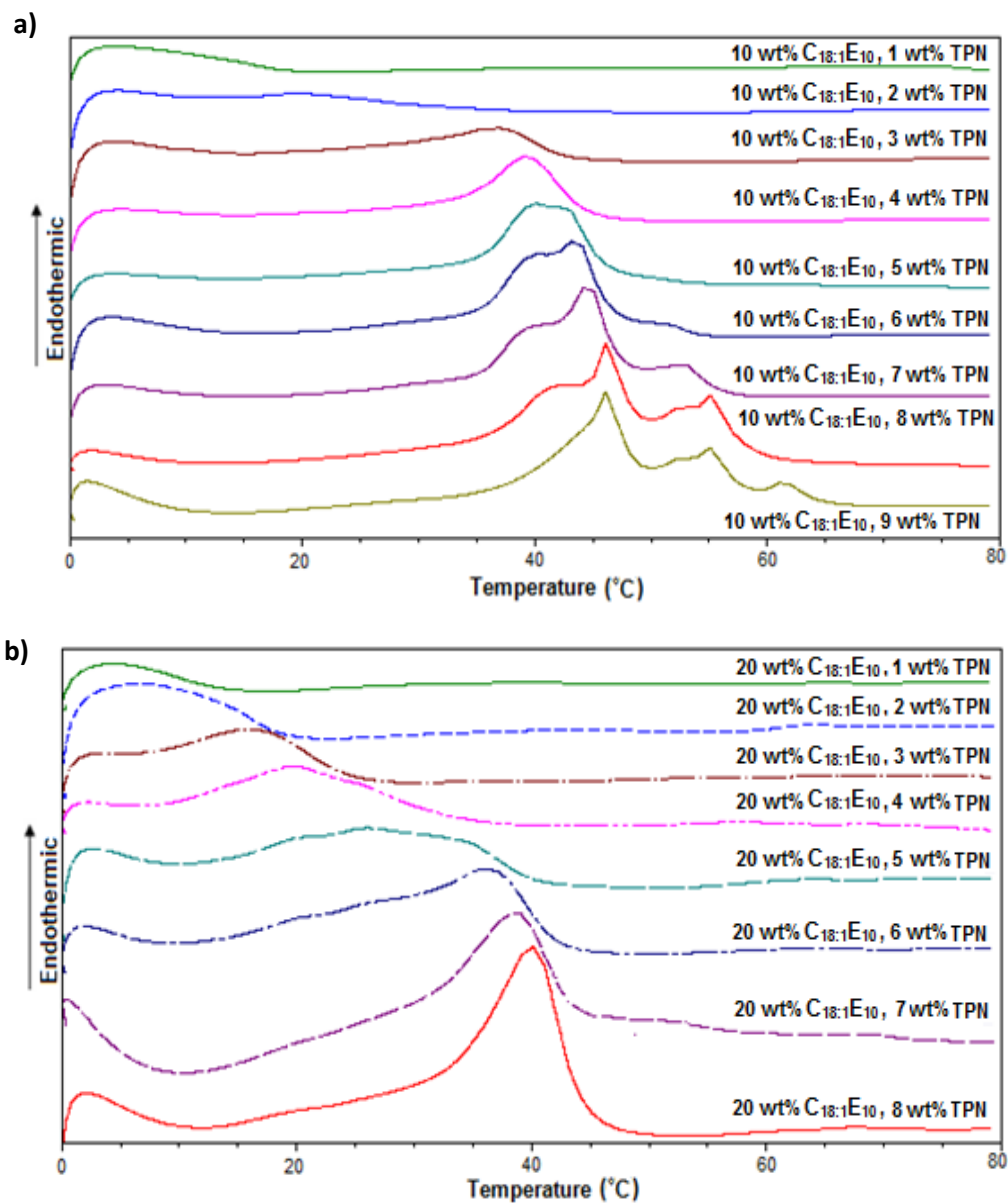 a)
10 wt% C₁₈:₁E₁₀, 1 wt% TPN
10 wt% C₁₈:₁E₁₀, 2 wt% TPN
10 wt% C₁₈:₁E₁₀, 3 wt% TPN
10 wt% C₁₈:₁E₁₀, 4 wt% TPN
10 wt% C₁₈:₁E₁₀, 5 wt% TPN
10 wt% C₁₈:₁E₁₀, 6 wt% TPN
10 wt% C₁₈:₁E₁₀, 7 wt% TPN
10 wt% C₁₈:₁E₁₀, 8 wt% TPN
10 wt% C₁₈:₁E₁₀, 9 wt% TPN
Endothermic
0 20 40 60 80
Temperature (°C)
b)
20 wt% C₁₈:₁E₁₀, 1 wt% TPN
20 wt% C₁₈:₁E₁₀, 2 wt% TPN
20 wt% C₁₈:₁E₁₀, 3 wt% TPN
20 wt% C₁₈:₁E₁₀, 4 wt% TPN
20 wt% C₁₈:₁E₁₀, 5 wt% TPN
20 wt% C₁₈:₁E₁₀, 6 wt% TPN
20 wt% C₁₈:₁E₁₀, 7 wt% TPN
20 wt% C₁₈:₁E₁₀, 8 wt% TPN
Endothermic
0 20 40 60 80
Temperature (°C)